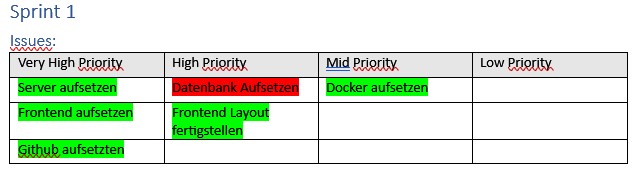 Sprint 1
Issues:
Very High Priority High Priority Mid Priority Low Priority
Server aufsetzen Datenbank Aufsetzen Docker aufsetzen
Frontend aufsetzen Frontend Layout
fertigstellen
Github aufsetzten